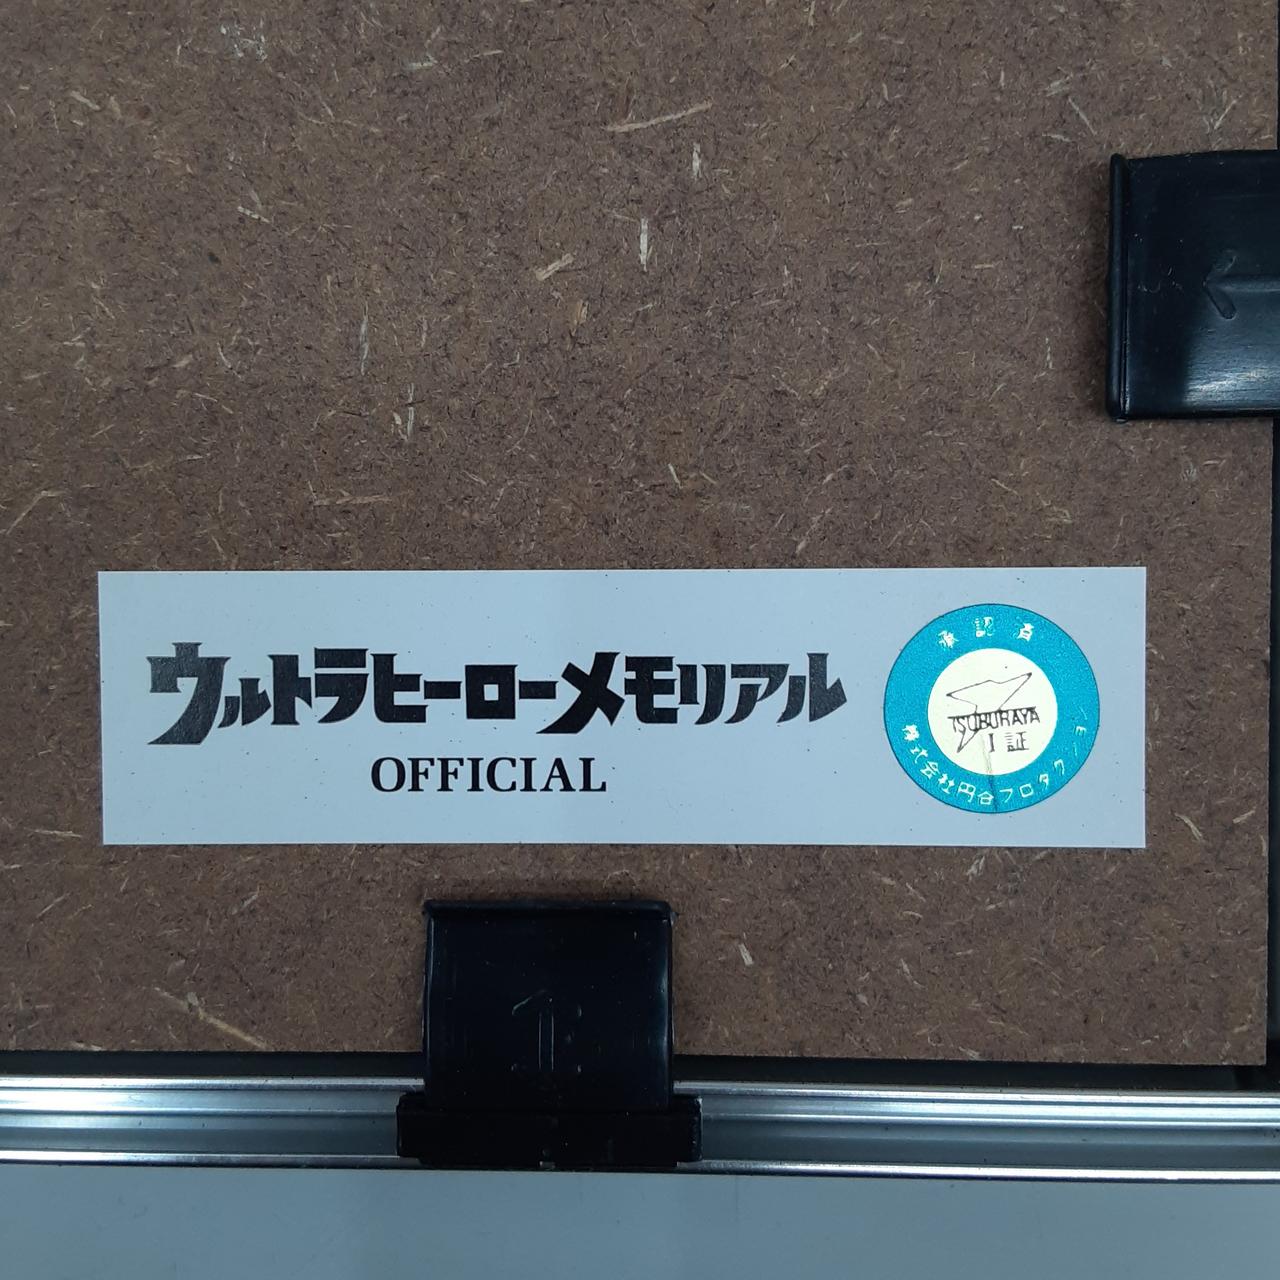 ウルトラヒーローメモリアル
OFFICIAL
承認済
TSUBURAYA
証
株式会社円谷プロダクション